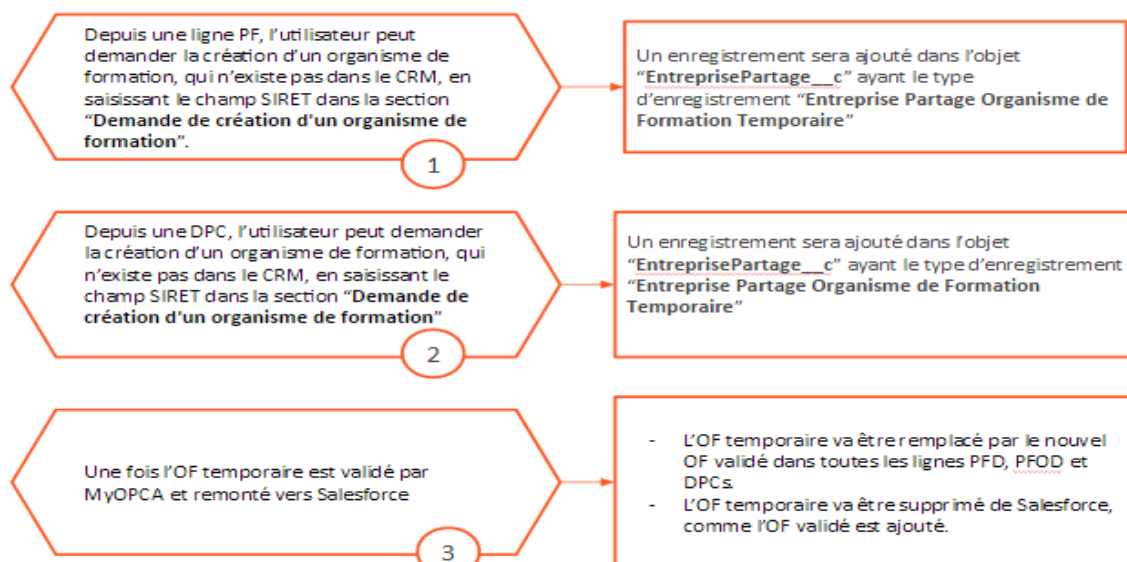 Depuis une ligne PF, l'utilisateur peut
demander la création d'un organisme de
formation, qui n'existe pas dans le CRM, en
saisissant le champ SIRET dans la section
"Demande de création d'un organisme de
formation".
1
Un enregistrement sera ajouté dans l'objet
"EntreprisePartage__c" ayant le type
d'enregistrement "Entreprise Partage Organisme de
Formation Temporaire"
Depuis une DPC, l'utilisateur peut demander
la création d'un organisme de formation, qui
n'existe pas dans le CRM, en saisissant le
champ SIRET dans la section "Demande de
création d'un organisme de formation"
2
Un enregistrement sera ajouté dans l'objet
"EntreprisePartage__c" ayant le type d'enregistrement
"Entreprise Partage Organisme de Formation
Temporaire"
Une fois l'OF temporaire est validé par
MyOPCA et remonté vers Salesforce
3
- L'OF temporaire va être remplacé par le nouvel
OF validé dans toutes les lignes PFD, PFOD et
DPCs.
- L'OF temporaire va être supprimé de Salesforce,
comme l'OF validé est ajouté.